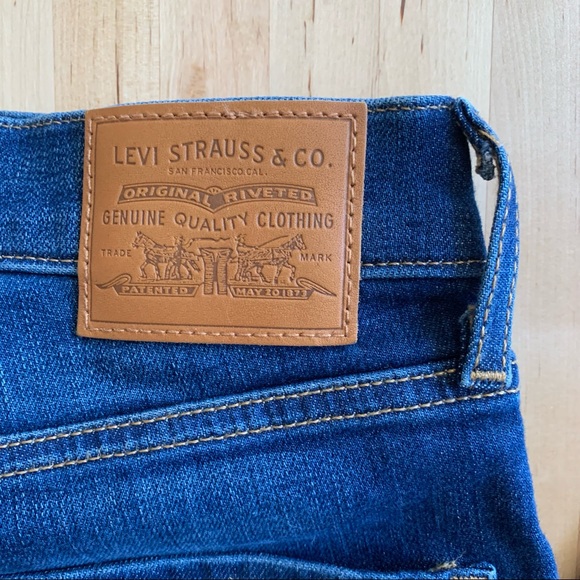 LEVI STRAUSS & CO.
SAN FRANCISCO, CAL.
ORIGINAL RIVETED
GENUINE QUALITY CLOTHING
TRADE MARK
PATENTED MAY 20 1873